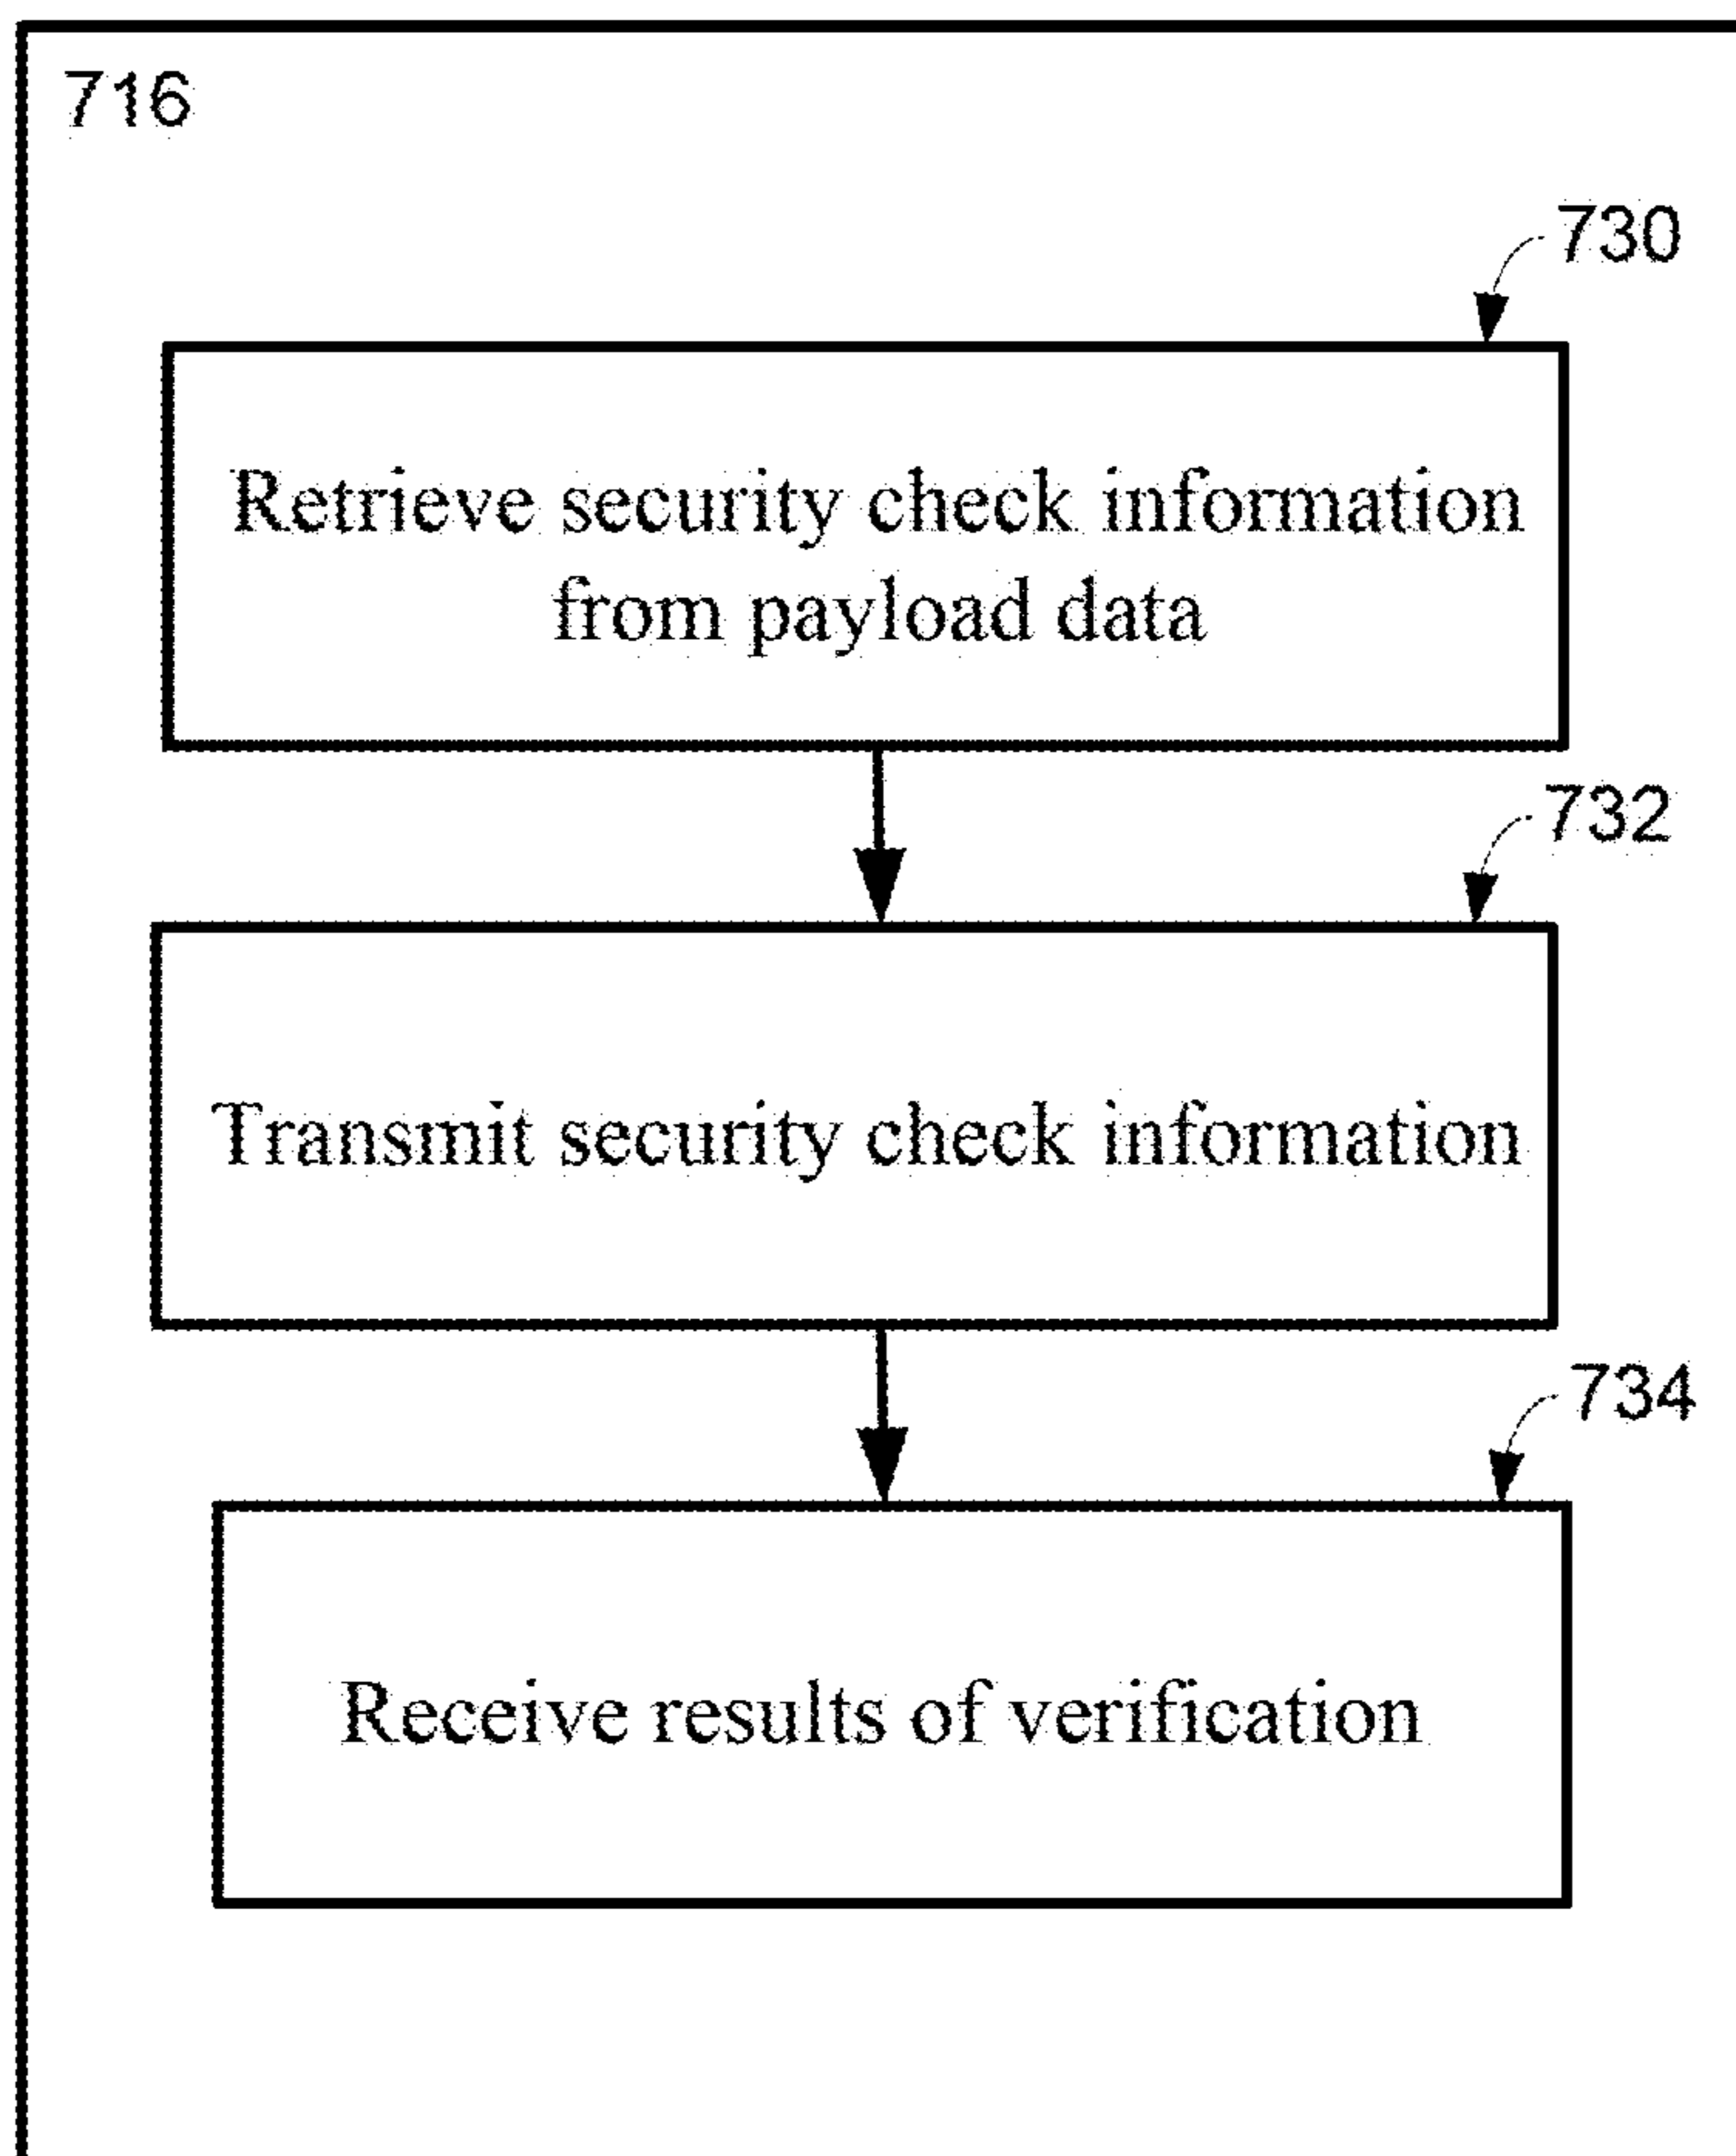 716
730
Retrieve security check information
from payload data
732
Transmit security check information
734
Receive results of verification